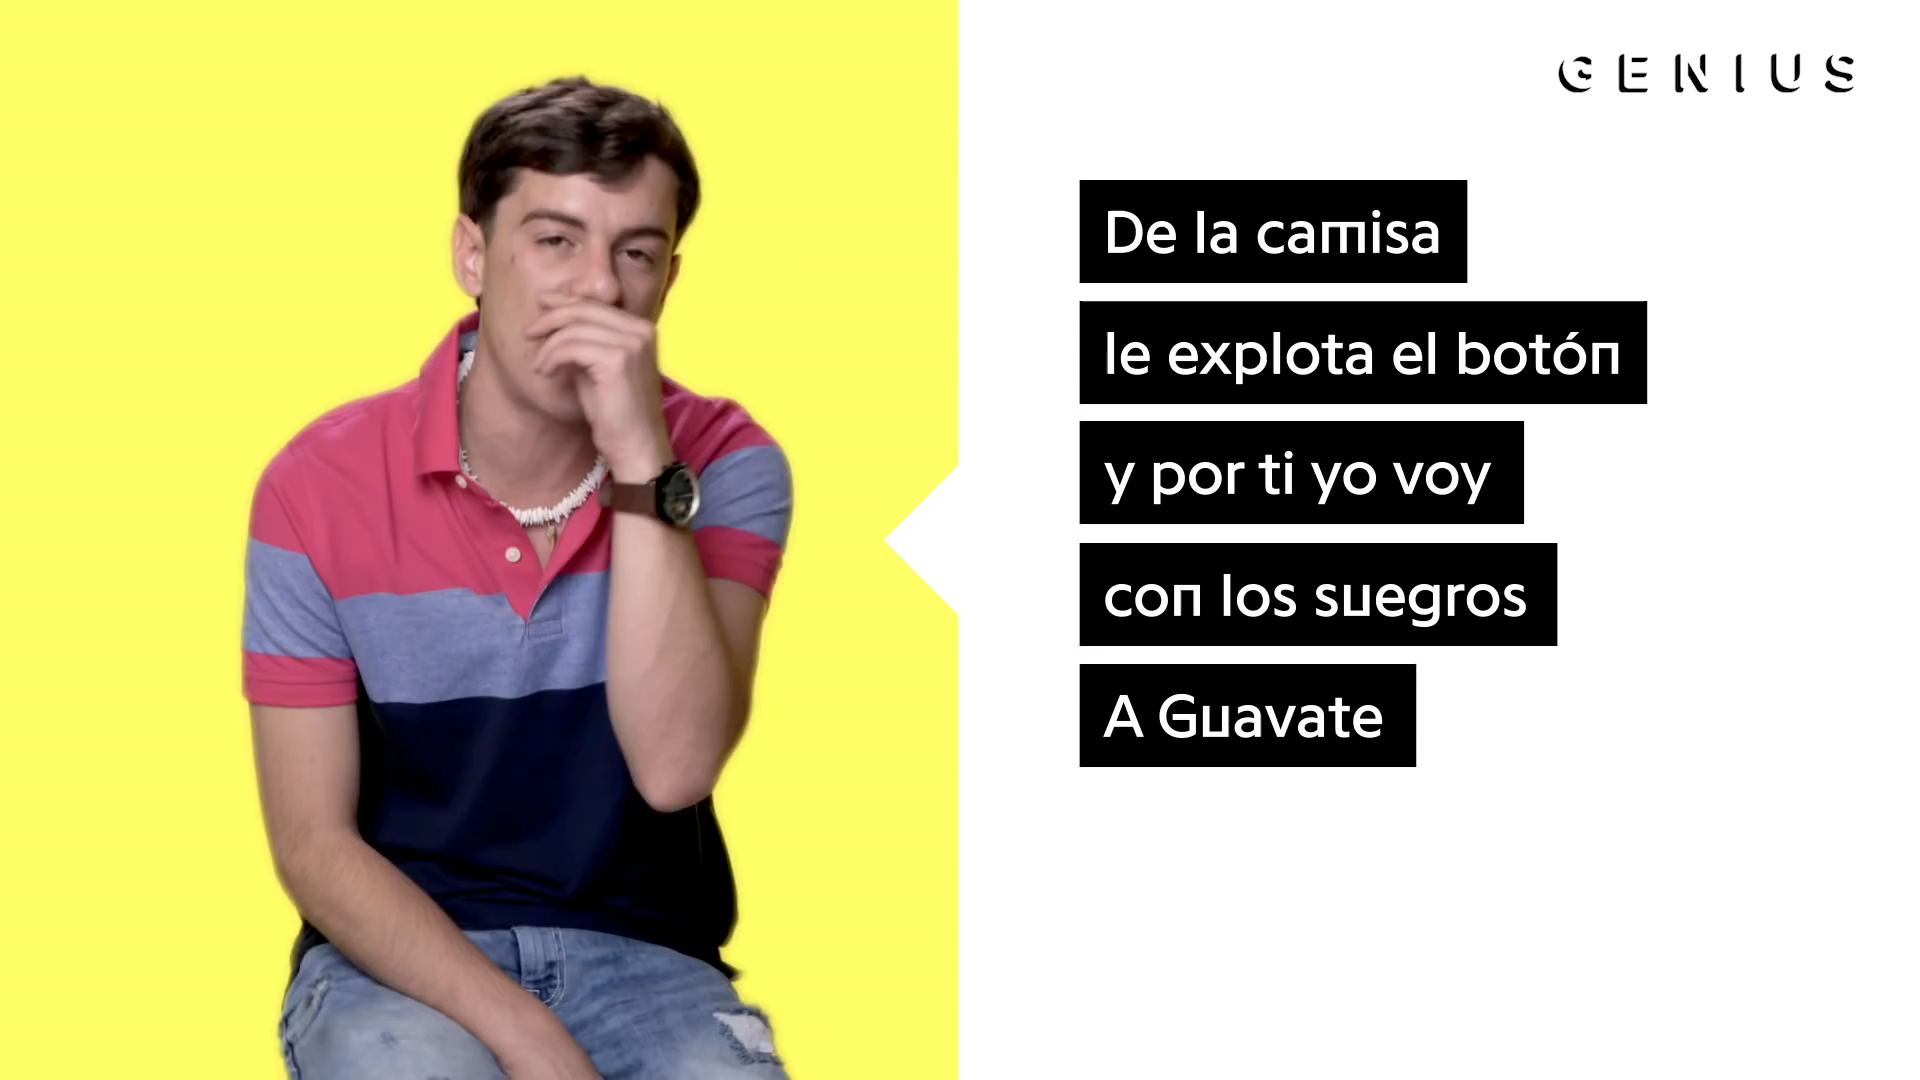 GENIUS
De la camisa
le explota el botón
y por ti yo voy
con los suegros
A Guavate